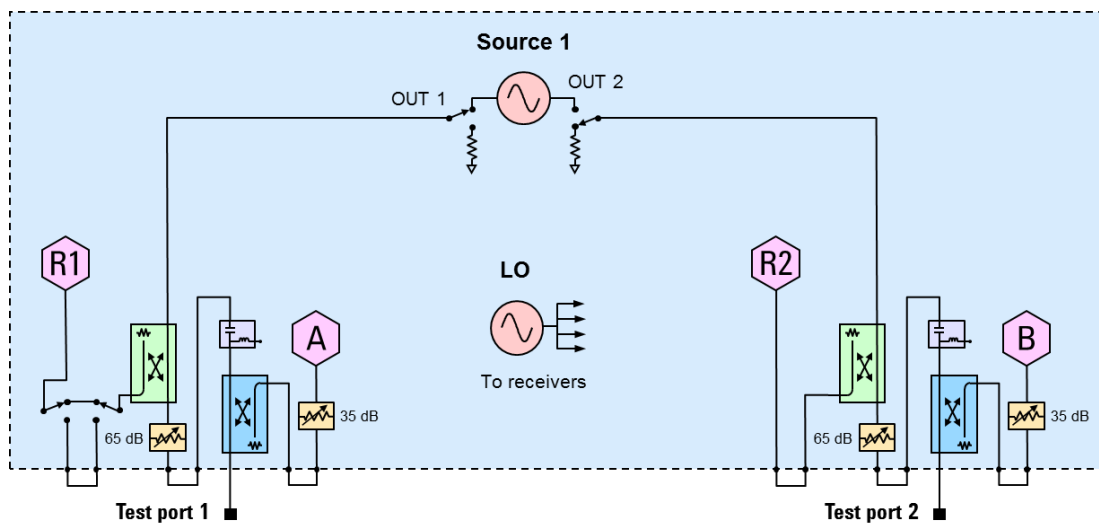 Source 1
OUT 1
OUT 2
R1
R2
LO
A
B
To receivers
65 dB
35 dB
65 dB
35 dB
Test port 1
Test port 2